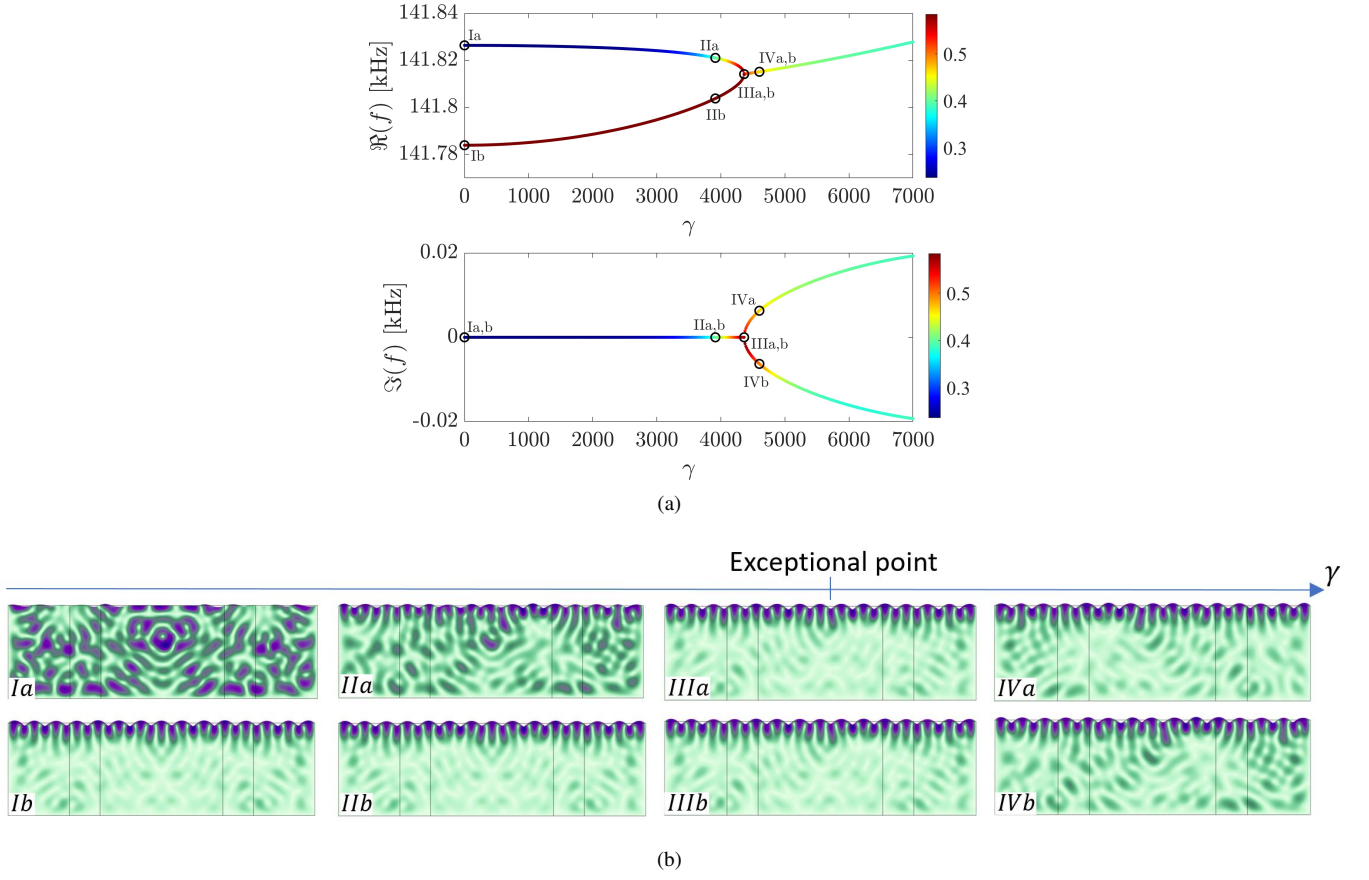 141.84
141.82
141.8
141.78
ℜ(f) [kHz]
Ia
IIa
IVa,b
IIIa,b
IIb
Ib
0 1000 2000 3000 4000 5000 6000 7000
γ
0.5
0.4
0.3
0.02
0
-0.02
ℑ(f) [kHz]
Ia,b
IIa,b
IVa
IIIa,b
IVb
0 1000 2000 3000 4000 5000 6000 7000
γ
0.5
0.4
0.3
(a)
Exceptional point
γ
Ia IIa IIIa IVa
Ib IIb IIIb IVb
(b)